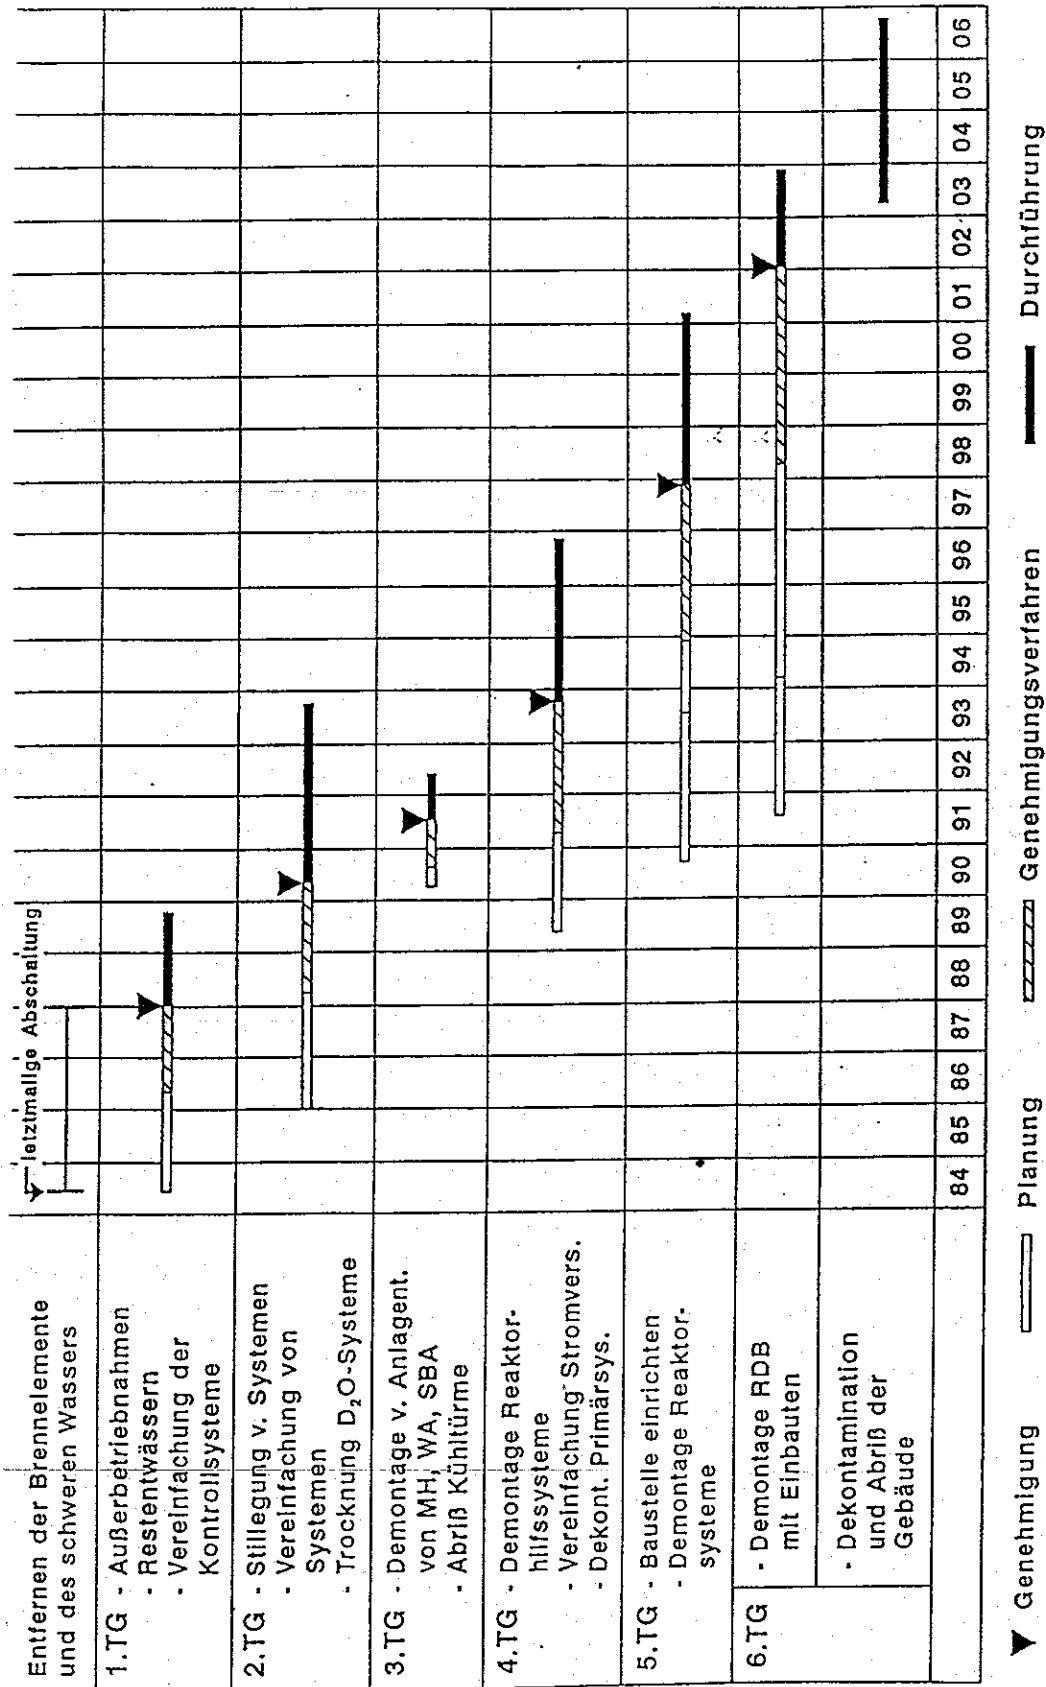 Entfernen der Brennelemente
und des schweren Wassers
letztmalige Abschaltung
1.TG - Außerbetriebnahmen
- Restentwässern
- Vereinfachung der
Kontrollsysteme
2.TG - Stillegung v. Systemen
- Vereinfachung von
Systemen
- Trocknung D₂O-Systeme
3.TG - Demontage v. Anlagent.
von MH, WA, SBA
- Abriß Kühltürme
4.TG - Demontage Reaktor-
hilfssysteme
- Vereinfachung Stromvers.
- Dekont. Primärsys.
5.TG - Baustelle einrichten
- Demontage Reaktor-
systeme
6.TG - Demontage RDB
mit Einbauten
- Dekontamination
und Abriß der
Gebäude
84 85 86 87 88 89 90 91 92 93 94 95 96 97 98 99 00 01 02 03 04 05 06
Genehmigung Planung Genehmigungsverfahren Durchführung